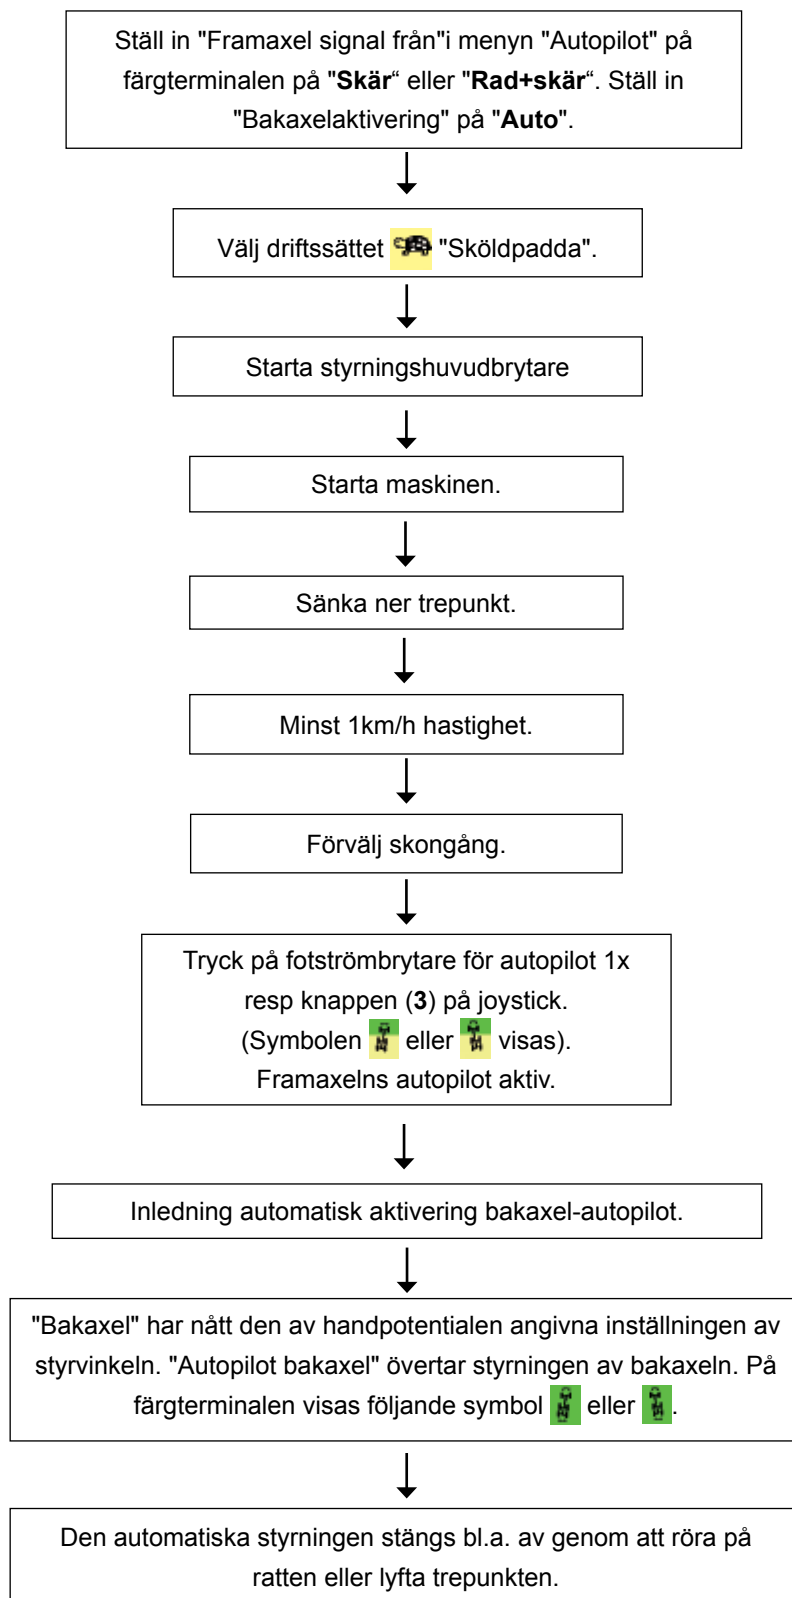 Ställ in "Framaxel signal från"i menyn "Autopilot" på
färgterminalen på "Skär“ eller "Rad+skär“. Ställ in
"Bakaxelaktivering" på "Auto".
Välj driftssättet "Sköldpadda".
Starta styrningshuvudbrytare
Starta maskinen.
Sänka ner trepunkt.
Minst 1km/h hastighet.
Förvälj skongång.
Tryck på fotströmbrytare för autopilot 1x
resp knappen (3) på joystick.
(Symbolen eller visas).
Framaxelns autopilot aktiv.
Inledning automatisk aktivering bakaxel-autopilot.
"Bakaxel" har nått den av handpotentialen angivna inställningen av
styrvinkeln. "Autopilot bakaxel" övertar styrningen av bakaxeln. På
färgterminalen visas följande symbol eller .
Den automatiska styrningen stängs bl.a. av genom att röra på
ratten eller lyfta trepunkten.